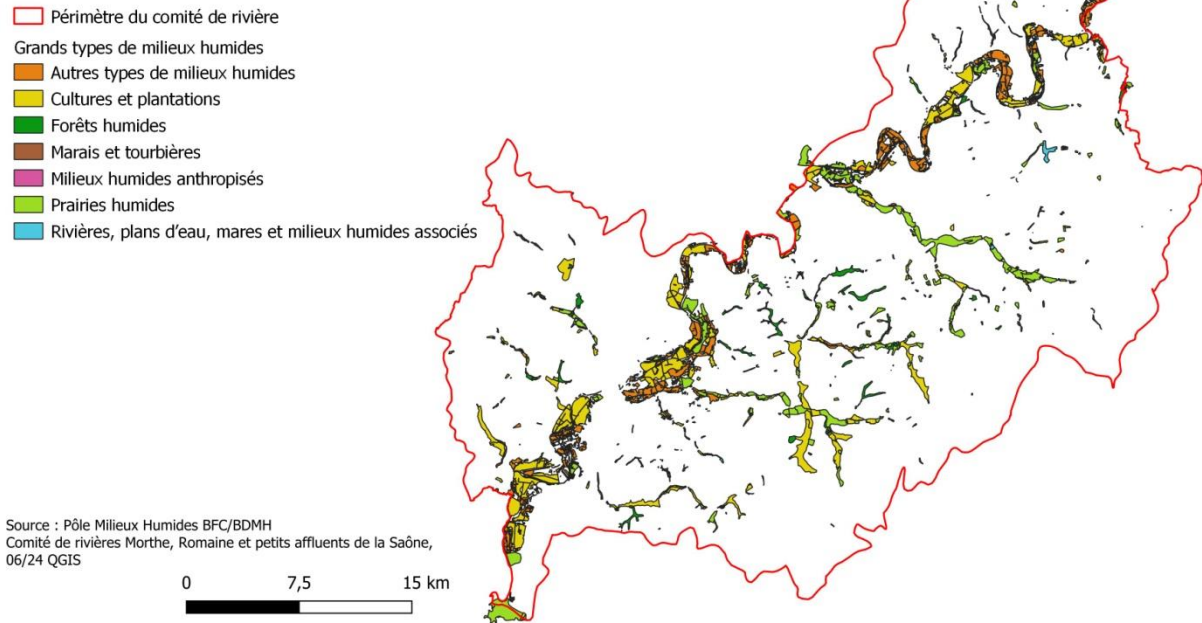 Périmètre du comité de rivière
Grands types de milieux humides
Autres types de milieux humides
Cultures et plantations
Forêts humides
Marais et tourbières
Milieux humides anthropisés
Prairies humides
Rivières, plans d'eau, mares et milieux humides associés
Source : Pôle Milieux Humides BFC/BDMH
Comité de rivières Morthe, Romaine et petits affluents de la Saône,
06/24 QGIS
0 7,5 15 km